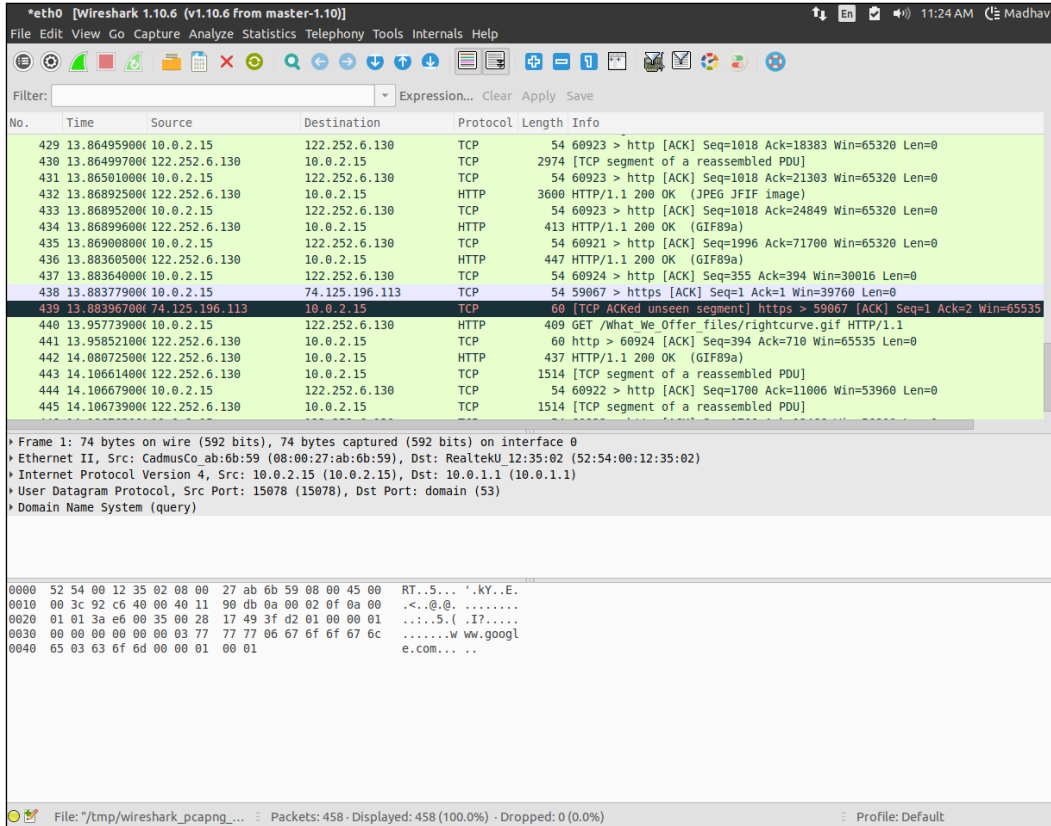 *eth0 [Wireshark 1.10.6 (v1.10.6 from master-1.10)] En 11:24 AM Madhav
File Edit View Go Capture Analyze Statistics Telephony Tools Internals Help
Filter: Expression... Clear Apply Save
No. Time Source Destination Protocol Length Info
429 13.864959000 10.0.2.15 122.252.6.130 TCP 54 60923 > http [ACK] Seq=1018 Ack=18383 Win=65320 Len=0
430 13.864997000 122.252.6.130 10.0.2.15 TCP 2974 [TCP segment of a reassembled PDU]
431 13.865010000 10.0.2.15 122.252.6.130 TCP 54 60923 > http [ACK] Seq=1018 Ack=21303 Win=65320 Len=0
432 13.868925000 122.252.6.130 10.0.2.15 HTTP 3600 HTTP/1.1 200 OK (JPEG JFIF image)
433 13.868952000 10.0.2.15 122.252.6.130 TCP 54 60923 > http [ACK] Seq=1018 Ack=24849 Win=65320 Len=0
434 13.868996000 122.252.6.130 10.0.2.15 HTTP 413 HTTP/1.1 200 OK (GIF89a)
435 13.869008000 10.0.2.15 122.252.6.130 TCP 54 60921 > http [ACK] Seq=1996 Ack=71700 Win=65320 Len=0
436 13.883605000 122.252.6.130 10.0.2.15 HTTP 447 HTTP/1.1 200 OK (GIF89a)
437 13.883640000 10.0.2.15 122.252.6.130 TCP 54 60924 > http [ACK] Seq=355 Ack=394 Win=30016 Len=0
438 13.883779000 10.0.2.15 74.125.196.113 TCP 54 59067 > https [ACK] Seq=1 Ack=1 Win=39760 Len=0
439 13.883967000 74.125.196.113 10.0.2.15 TCP 60 [TCP ACKed unseen segment] https > 59067 [ACK] Seq=1 Ack=2 Win=65535
440 13.957739000 10.0.2.15 122.252.6.130 HTTP 409 GET /What_We_Offer_files/rightcurve.gif HTTP/1.1
441 13.958521000 122.252.6.130 10.0.2.15 TCP 60 http > 60924 [ACK] Seq=394 Ack=710 Win=65535 Len=0
442 14.080725000 122.252.6.130 10.0.2.15 HTTP 437 HTTP/1.1 200 OK (GIF89a)
443 14.106614000 122.252.6.130 10.0.2.15 TCP 1514 [TCP segment of a reassembled PDU]
444 14.106679000 10.0.2.15 122.252.6.130 TCP 54 60922 > http [ACK] Seq=1700 Ack=11006 Win=53960 Len=0
445 14.106739000 122.252.6.130 10.0.2.15 TCP 1514 [TCP segment of a reassembled PDU]
Frame 1: 74 bytes on wire (592 bits), 74 bytes captured (592 bits) on interface 0
Ethernet II, Src: CadmusCo_ab:6b:59 (08:00:27:ab:6b:59), Dst: RealtekU_12:35:02 (52:54:00:12:35:02)
Internet Protocol Version 4, Src: 10.0.2.15 (10.0.2.15), Dst: 10.0.1.1 (10.0.1.1)
User Datagram Protocol, Src Port: 15078 (15078), Dst Port: domain (53)
Domain Name System (query)
0000 52 54 00 12 35 02 08 00 27 ab 6b 59 08 00 45 00 RT..5... '.kY..E.
0010 00 3c 92 c6 40 00 40 11 90 db 0a 00 02 0f 0a 00 .<..@.@. ........
0020 01 01 3a e6 00 35 00 28 17 49 3f d2 01 00 00 01 ..:..5.( .I?.....
0030 00 00 00 00 00 00 03 77 77 77 06 67 6f 6f 67 6c .......w ww.googl
0040 65 03 63 6f 6d 00 00 01 00 01 e.com... ..
File: "/tmp/wireshark_pcapng_... Packets: 458 · Displayed: 458 (100.0%) · Dropped: 0 (0.0%) Profile: Default